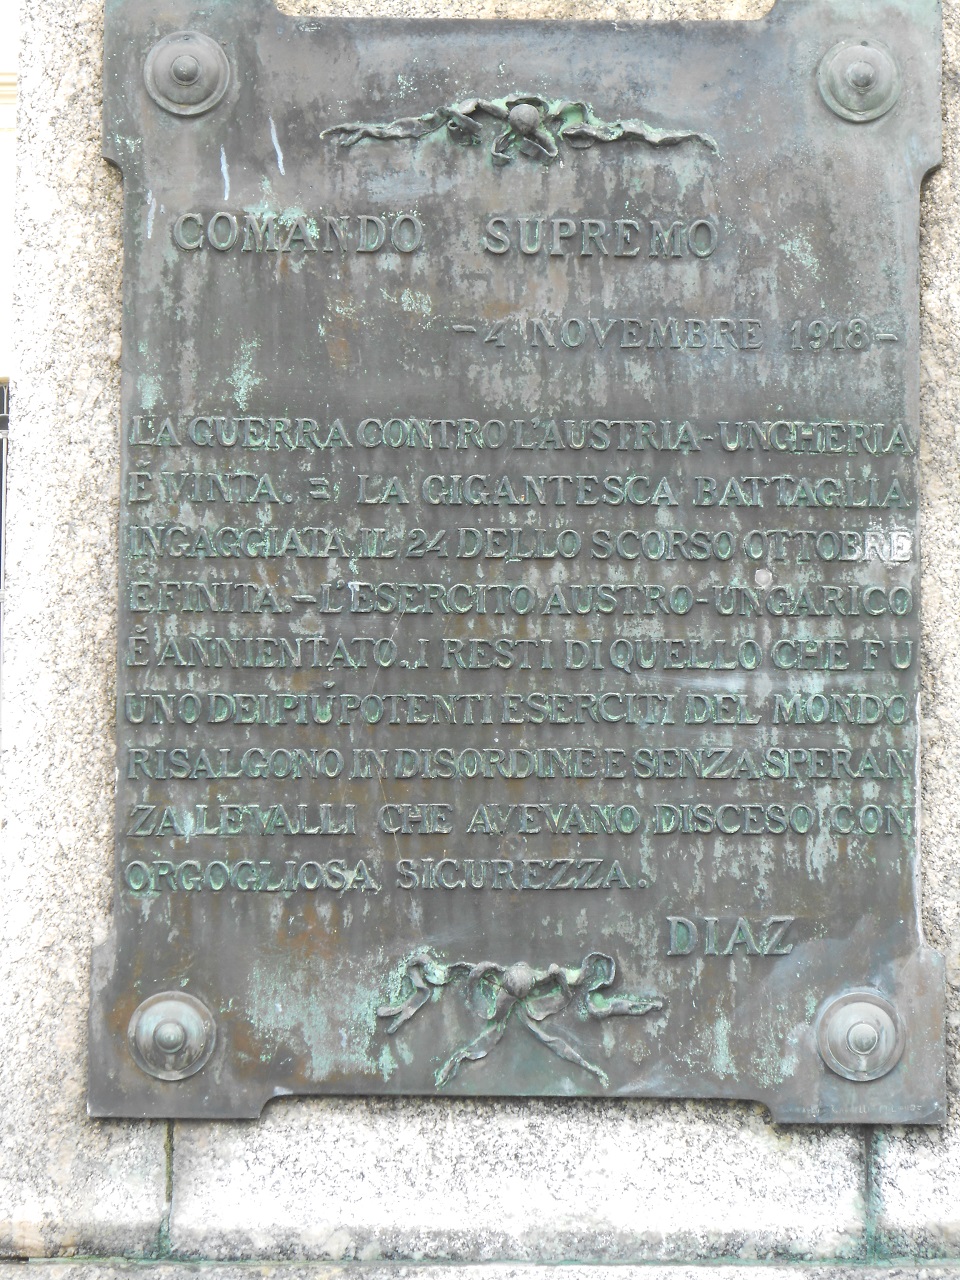 COMANDO SUPREMO
-4 NOVEMBRE 1918-
LA GUERRA CONTRO L'AUSTRIA-UNGHERIA
É VINTA. = LA GIGANTESCA BATTAGLIA
INGAGGIATA IL 24 DELLO SCORSO OTTOBRE
E FINITA.-L'ESERCITO AUSTRO-UNGARICO
É ANNIENTATO.I RESTI DI QUELLO CHE FU
UNO DEI PIÚ POTENTI ESERCITI DEL MONDO
RISALGONO IN DISORDINE E SENZA SPERAN
ZA LE VALLI CHE AVEVANO DISCESO CON
ORGOGLIOSA SICUREZZA.
DIAZ